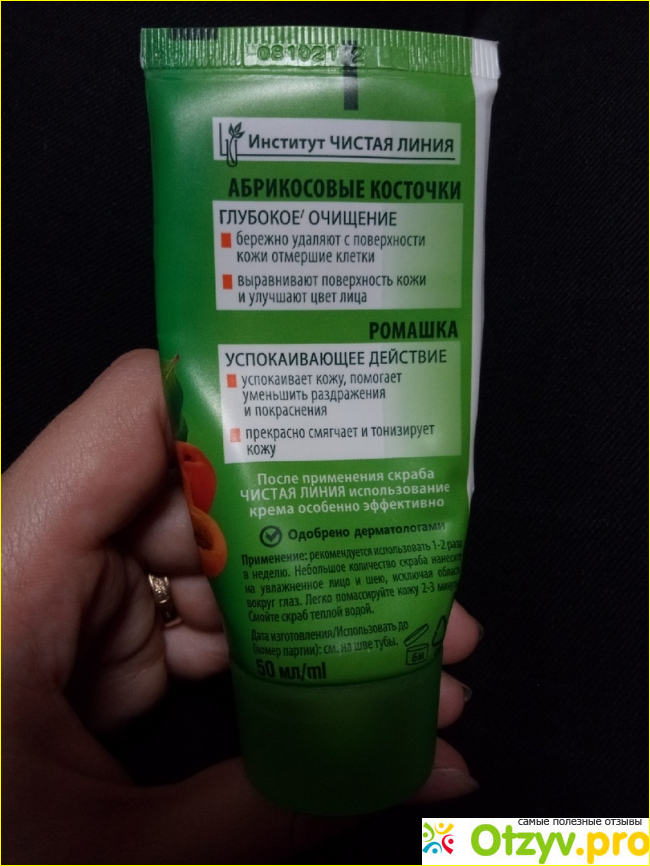 Институт ЧИСТАЯ ЛИНИЯ
АБРИКОСОВЫЕ КОСТОЧКИ
ГЛУБОКОЕ ОЧИЩЕНИЕ
бережно удаляют с поверхности
кожи отмершие клетки
выравнивают поверхность кожи
и улучшают цвет лица
РОМАШКА
УСПОКАИВАЮЩЕЕ ДЕЙСТВИЕ
успокаивает кожу, помогает
уменьшить раздражения
и покраснения
прекрасно смягчает и тонизирует
кожу
После применения скраба
ЧИСТАЯ ЛИНИЯ использование
крема особенно эффективно
Одобрено дерматологами
Применение: рекомендуется использовать 1-2 раза
в неделю. Небольшое количество скраба нанесите
на увлажненное лицо и шею, исключая облас
вокруг глаз. Легко помассируйте кожу 2-3 мину
Смойте скраб теплой водой.
Дата изготовления/Использовать до
(номер партии): см. на шве тубы.
6м
50 мл/ml
самые полезные отзывы
Otzyv.pro